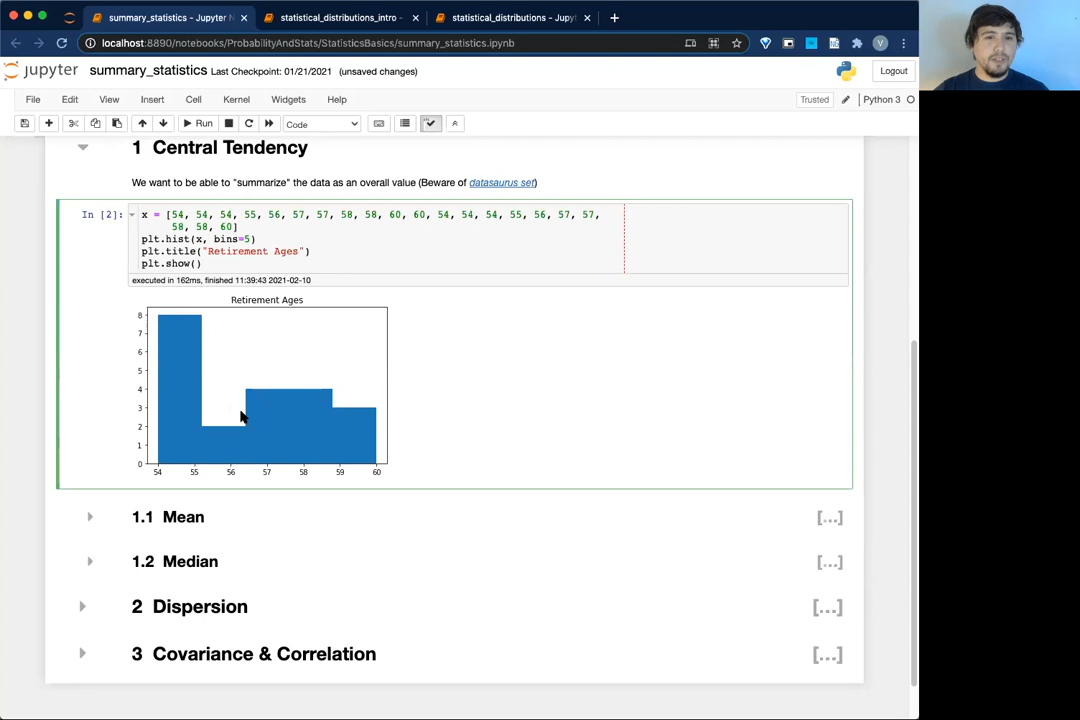 summary_statistics - Jupyter N
statistical_distributions_intro -
statistical_distributions - Jupyt
localhost:8890/notebooks/ProbabilityAndStats/StatisticsBasics/summary_statistics.ipynb
V
jupyter summary_statistics Last Checkpoint: 01/21/2021 (unsaved changes)
Logout
File Edit View Insert Cell Kernel Widgets Help
Trusted Python 3
Run Code
1 Central Tendency
We want to be able to "summarize" the data as an overall value (Beware of datasaurus set)
In [2]: x = [54, 54, 54, 55, 56, 57, 57, 58, 58, 60, 60, 54, 54, 54, 55, 56, 57, 57,
58, 58, 60]
plt.hist(x, bins=5)
plt.title("Retirement Ages")
plt.show()
executed in 162ms, finished 11:39:43 2021-02-10
Retirement Ages
8
7
6
5
4
3
2
1
0
54 55 56 57 58 59 60
1.1 Mean [...]
1.2 Median [...]
2 Dispersion [...]
3 Covariance & Correlation [...]